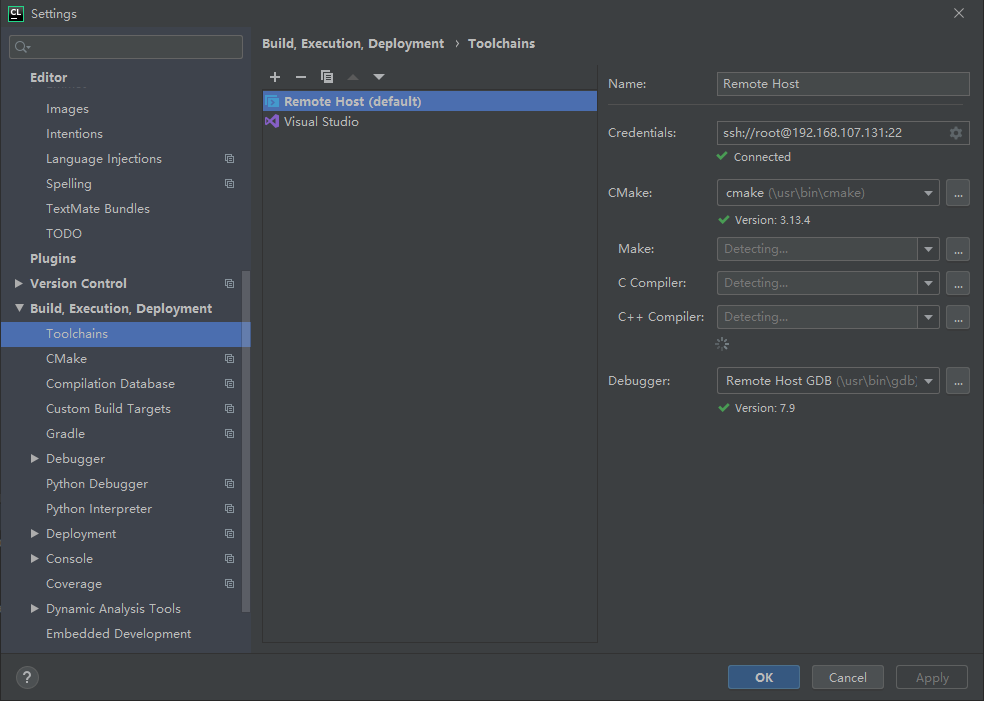 CL Settings
Editor
Images
Intentions
Language Injections
Spelling
TextMate Bundles
TODO
Plugins
Version Control
Build, Execution, Deployment
Toolchains
CMake
Compilation Database
Custom Build Targets
Gradle
Debugger
Python Debugger
Python Interpreter
Deployment
Console
Coverage
Dynamic Analysis Tools
Embedded Development
?
Build, Execution, Deployment › Toolchains
Remote Host (default)
Visual Studio
Name: Remote Host
Credentials: ssh://root@192.168.107.131:22
Connected
CMake: cmake (\usr\bin\cmake) ...
Version: 3.13.4
Make: Detecting... ...
C Compiler: Detecting... ...
C++ Compiler: Detecting... ...
Debugger: Remote Host GDB (\usr\bin\gdb) ...
Version: 7.9
OK Cancel Apply